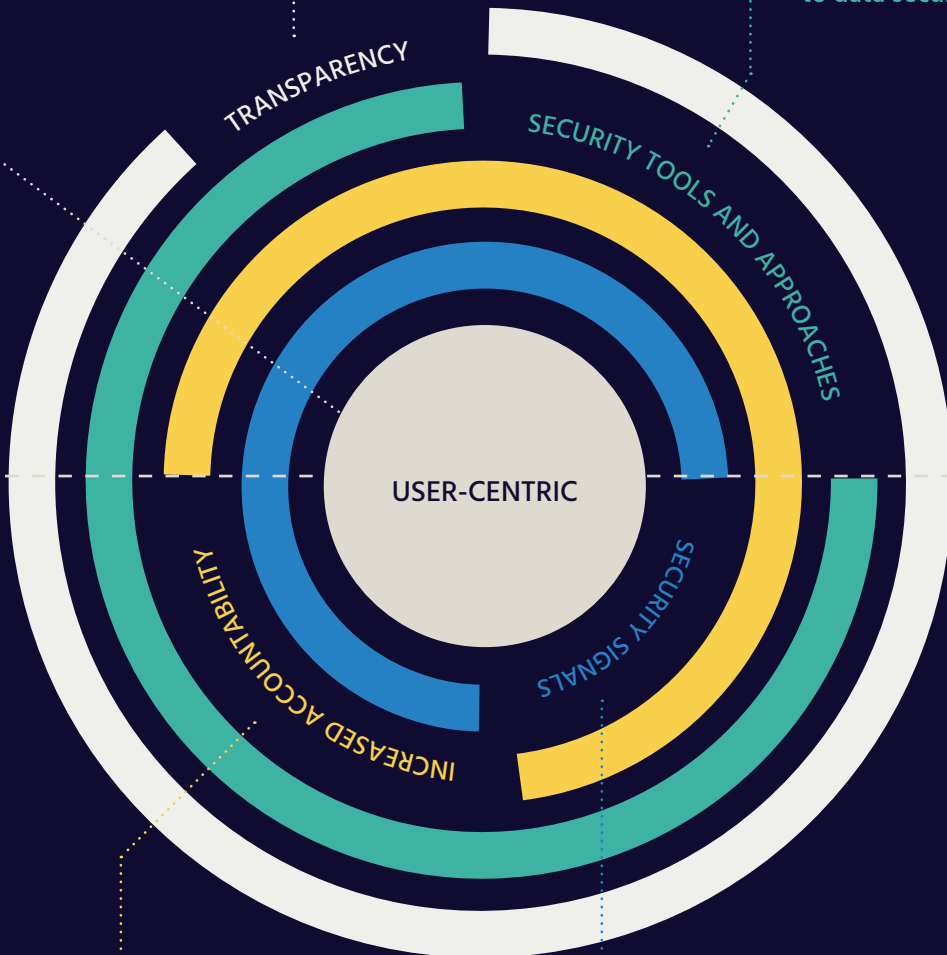 TRANSPARENCY
SECURITY TOOLS AND APPROACHES
USER-CENTRIC
SECURITY SIGNALS
INCREASED ACCOUNTABILITY